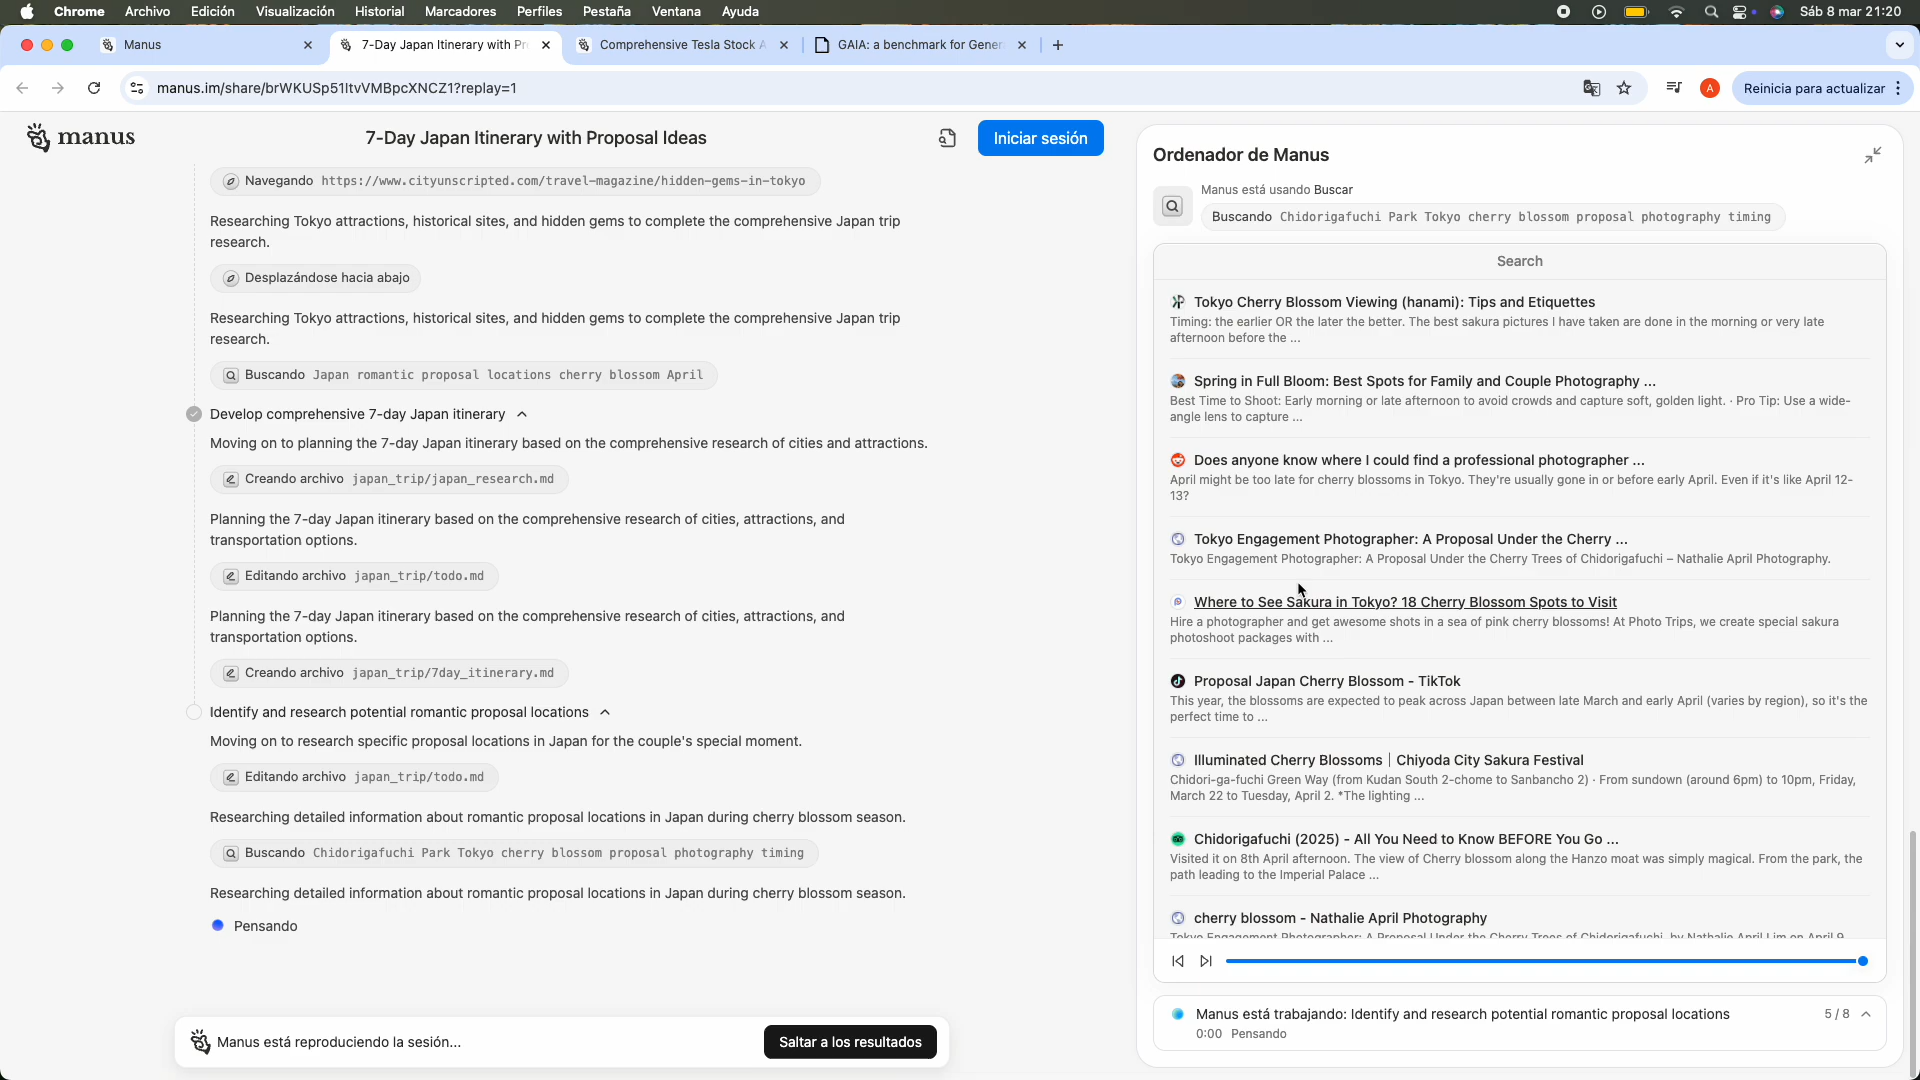 Chrome Archivo Edición Visualización Historial Marcadores Perfiles Pestaña Ventana Ayuda Sáb 8 mar 21:20
Manus 7-Day Japan Itinerary with Pr Comprehensive Tesla Stock A GAIA: a benchmark for Gener
manus.im/share/brWKUSp51ltvVMBpcXNCZ1?replay=1 A Reinicia para actualizar
manus 7-Day Japan Itinerary with Proposal Ideas Iniciar sesión
Navegando https://www.cityunscripted.com/travel-magazine/hidden-gems-in-tokyo
Researching Tokyo attractions, historical sites, and hidden gems to complete the comprehensive Japan trip
research.
Desplazándose hacia abajo
Researching Tokyo attractions, historical sites, and hidden gems to complete the comprehensive Japan trip
research.
Buscando Japan romantic proposal locations cherry blossom April
Develop comprehensive 7-day Japan itinerary
Moving on to planning the 7-day Japan itinerary based on the comprehensive research of cities and attractions.
Creando archivo japan_trip/japan_research.md
Planning the 7-day Japan itinerary based on the comprehensive research of cities, attractions, and
transportation options.
Editando archivo japan_trip/todo.md
Planning the 7-day Japan itinerary based on the comprehensive research of cities, attractions, and
transportation options.
Creando archivo japan_trip/7day_itinerary.md
Identify and research potential romantic proposal locations
Moving on to research specific proposal locations in Japan for the couple's special moment.
Editando archivo japan_trip/todo.md
Researching detailed information about romantic proposal locations in Japan during cherry blossom season.
Buscando Chidorigafuchi Park Tokyo cherry blossom proposal photography timing
Researching detailed information about romantic proposal locations in Japan during cherry blossom season.
Pensando
Manus está reproduciendo la sesión...
Saltar a los resultados
Ordenador de Manus
Manus está usando Buscar
Buscando Chidorigafuchi Park Tokyo cherry blossom proposal photography timing
Search
Tokyo Cherry Blossom Viewing (hanami): Tips and Etiquettes
Timing: the earlier OR the later the better. The best sakura pictures I have taken are done in the morning or very late
afternoon before the ...
Spring in Full Bloom: Best Spots for Family and Couple Photography ...
Best Time to Shoot: Early morning or late afternoon to avoid crowds and capture soft, golden light. · Pro Tip: Use a wide-
angle lens to capture ...
Does anyone know where I could find a professional photographer ...
April might be too late for cherry blossoms in Tokyo. They're usually gone in or before early April. Even if it's like April 12-
13?
Tokyo Engagement Photographer: A Proposal Under the Cherry ...
Tokyo Engagement Photographer: A Proposal Under the Cherry Trees of Chidorigafuchi – Nathalie April Photography.
Where to See Sakura in Tokyo? 18 Cherry Blossom Spots to Visit
Hire a photographer and get awesome shots in a sea of pink cherry blossoms! At Photo Trips, we create special sakura
photoshoot packages with ...
Proposal Japan Cherry Blossom - TikTok
This year, the blossoms are expected to peak across Japan between late March and early April (varies by region), so it's the
perfect time to ...
Illuminated Cherry Blossoms｜Chiyoda City Sakura Festival
Chidori-ga-fuchi Green Way (from Kudan South 2-chome to Sanbancho 2) · From sundown (around 6pm) to 10pm, Friday,
March 22 to Tuesday, April 2. *The lighting ...
Chidorigafuchi (2025) - All You Need to Know BEFORE You Go ...
Visited it on 8th April afternoon. The view of Cherry blossom along the Hanzo moat was simply magical. From the park, the
path leading to the Imperial Palace ...
cherry blossom - Nathalie April Photography
Tokyo Engagement Photographer: A Proposal Under the Cherry Trees of Chidorigafuchi. by Nathalie April Lim on April 9
Manus está trabajando: Identify and research potential romantic proposal locations 5 / 8
0:00 Pensando